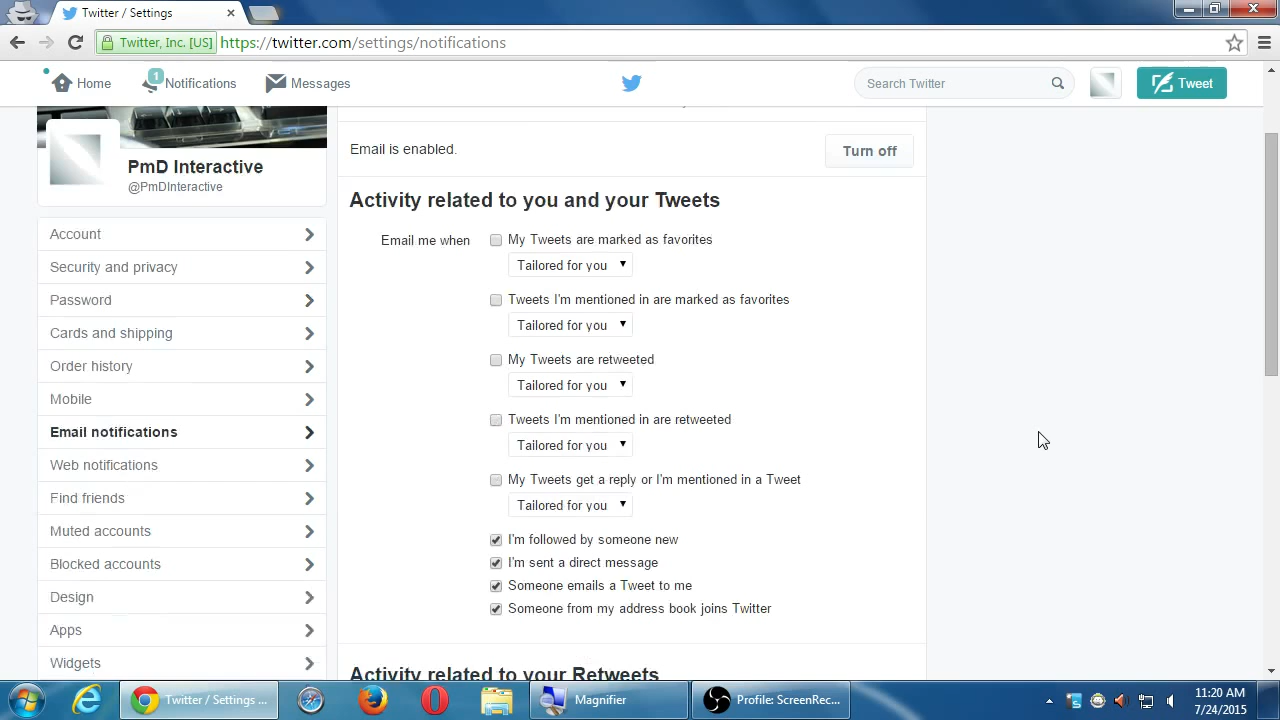 Twitter / Settings
Twitter, Inc. [US]
https://twitter.com/settings/notifications
Home
1
Notifications
Messages
Search Twitter
Tweet
PmD Interactive
@PmDInteractive
Account
Security and privacy
Password
Cards and shipping
Order history
Mobile
Email notifications
Web notifications
Find friends
Muted accounts
Blocked accounts
Design
Apps
Widgets
Email is enabled.
Turn off
Activity related to you and your Tweets
Email me when
My Tweets are marked as favorites
Tailored for you
Tweets I'm mentioned in are marked as favorites
Tailored for you
My Tweets are retweeted
Tailored for you
Tweets I'm mentioned in are retweeted
Tailored for you
My Tweets get a reply or I'm mentioned in a Tweet
Tailored for you
I'm followed by someone new
I'm sent a direct message
Someone emails a Tweet to me
Someone from my address book joins Twitter
Activity related to your Retweets
Twitter / Settings ...
Magnifier
Profile: ScreenRec...
11:20 AM
7/24/2015